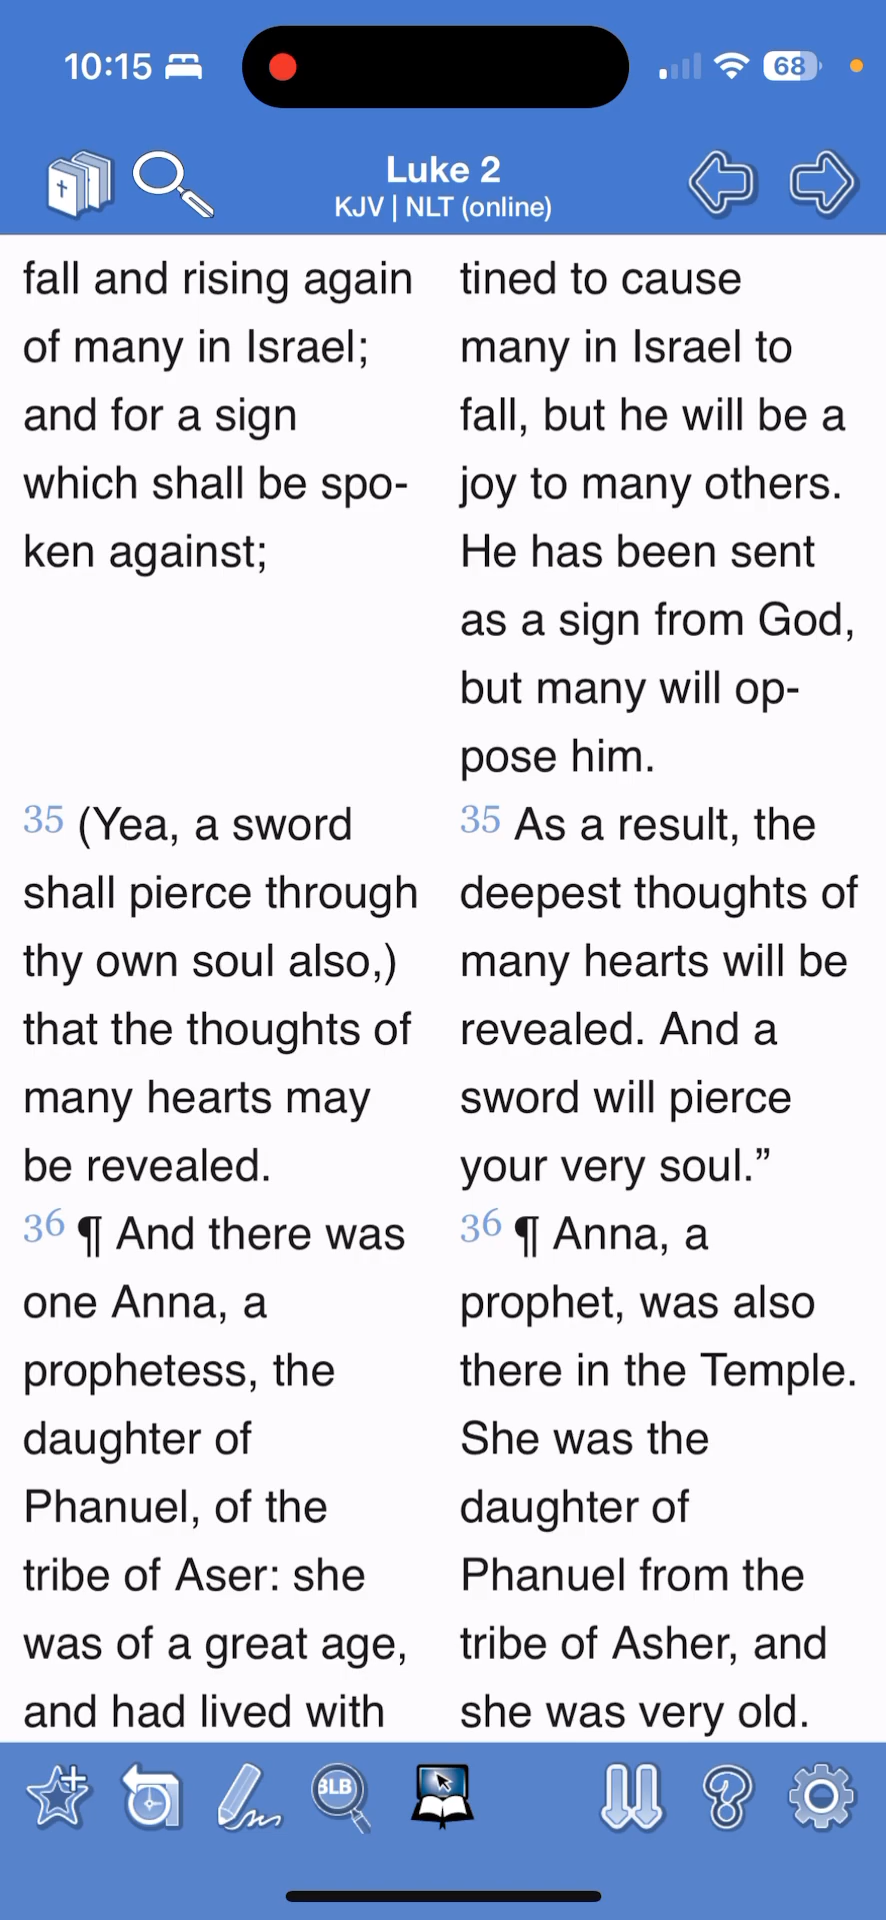 10:15
68
Luke 2
KJV | NLT (online)
fall and rising again
of many in Israel;
and for a sign
which shall be spo-
ken against;
35 (Yea, a sword
shall pierce through
thy own soul also,)
that the thoughts of
many hearts may
be revealed.
36 ¶ And there was
one Anna, a
prophetess, the
daughter of
Phanuel, of the
tribe of Aser: she
was of a great age,
and had lived with
tined to cause
many in Israel to
fall, but he will be a
joy to many others.
He has been sent
as a sign from God,
but many will op-
pose him.
35 As a result, the
deepest thoughts of
many hearts will be
revealed. And a
sword will pierce
your very soul.”
36 ¶ Anna, a
prophet, was also
there in the Temple.
She was the
daughter of
Phanuel from the
tribe of Asher, and
she was very old.
BLB